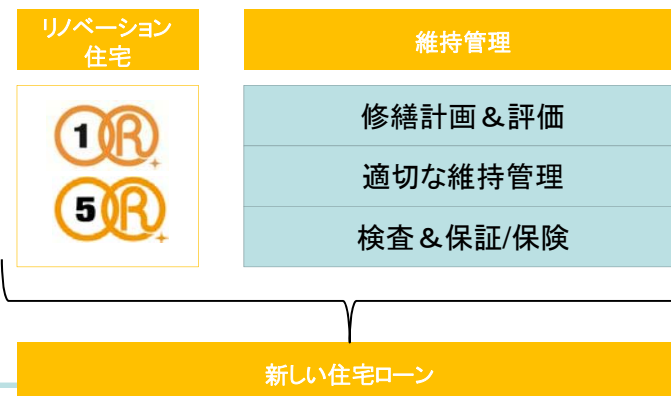 リノベーション
住宅
維持管理
1R
5R
修繕計画＆評価
適切な維持管理
検査＆保証/保険
新しい住宅ローン